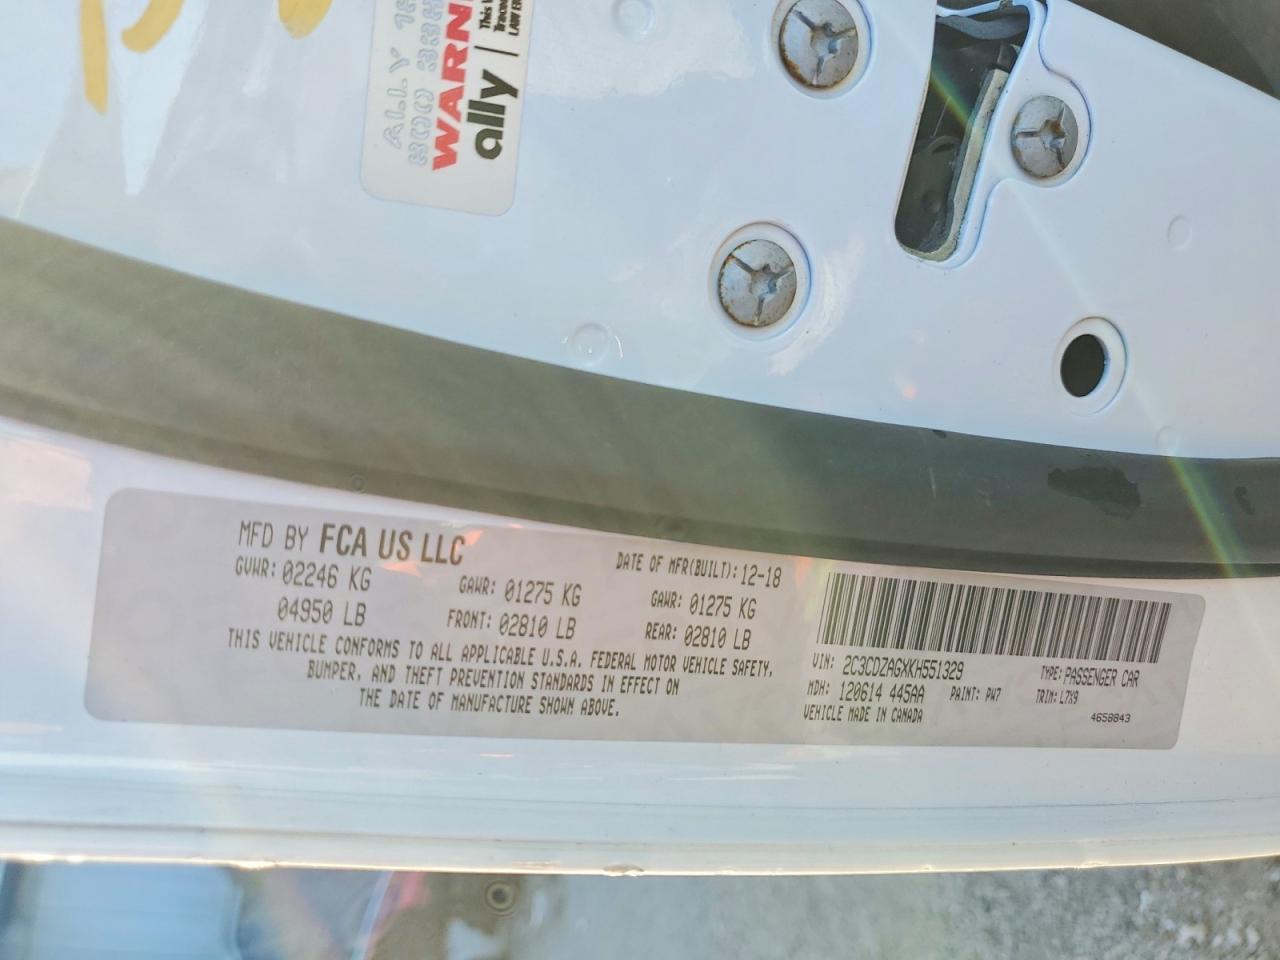 WARN
ally
MFD BY FCA US LLC
GVWR: 02246 KG
04950 LB
GAWR: 01275 KG
FRONT: 02810 LB
DATE OF MFR(BUILT): 12-18
GAWR: 01275 KG
REAR: 02810 LB
THIS VEHICLE CONFORMS TO ALL APPLICABLE U.S.A. FEDERAL MOTOR VEHICLE SAFETY,
BUMPER, AND THEFT PREVENTION STANDARDS IN EFFECT ON
THE DATE OF MANUFACTURE SHOWN ABOVE.
VIN: 2C3CDZAG6XKH551329
TYPE: PASSENGER CAR
MDH: 120614 445AA
PAINT: PW7
TRIM: L7X9
VEHICLE MADE IN CANADA
4658843